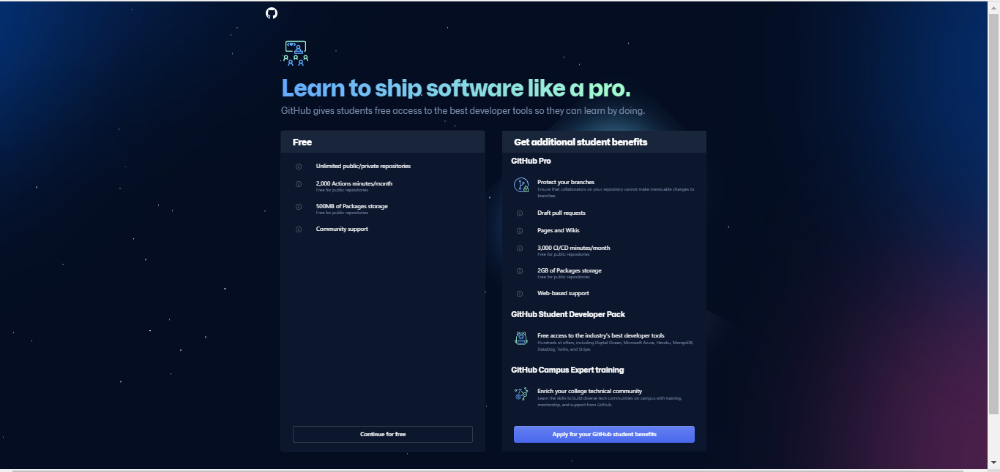 Learn to ship software like a pro.
GitHub gives students free access to the best developer tools so they can learn by doing.
Free
Unlimited public/private repositories
2,000 Actions minutes/month
Free for public repositories
500MB of Packages storage
Free for public repositories
Community support
Continue for free
Get additional student benefits
GitHub Pro
Protect your branches
Ensure that collaborators on your repository cannot make irrevocable changes to
branches.
Draft pull requests
Pages and Wikis
3,000 CI/CD minutes/month
Free for public repositories
2GB of Packages storage
Free for public repositories
Web-based support
GitHub Student Developer Pack
Free access to the industry's best developer tools
Hundreds of offers, including Digital Ocean, Microsoft Azure, Heroku, MongoDB,
DataDog, Twilio, and Stripe.
GitHub Campus Expert training
Enrich your college technical community
Learn the skills to build diverse tech communities on campus with training,
mentorship, and support from GitHub.
Apply for your GitHub student benefits